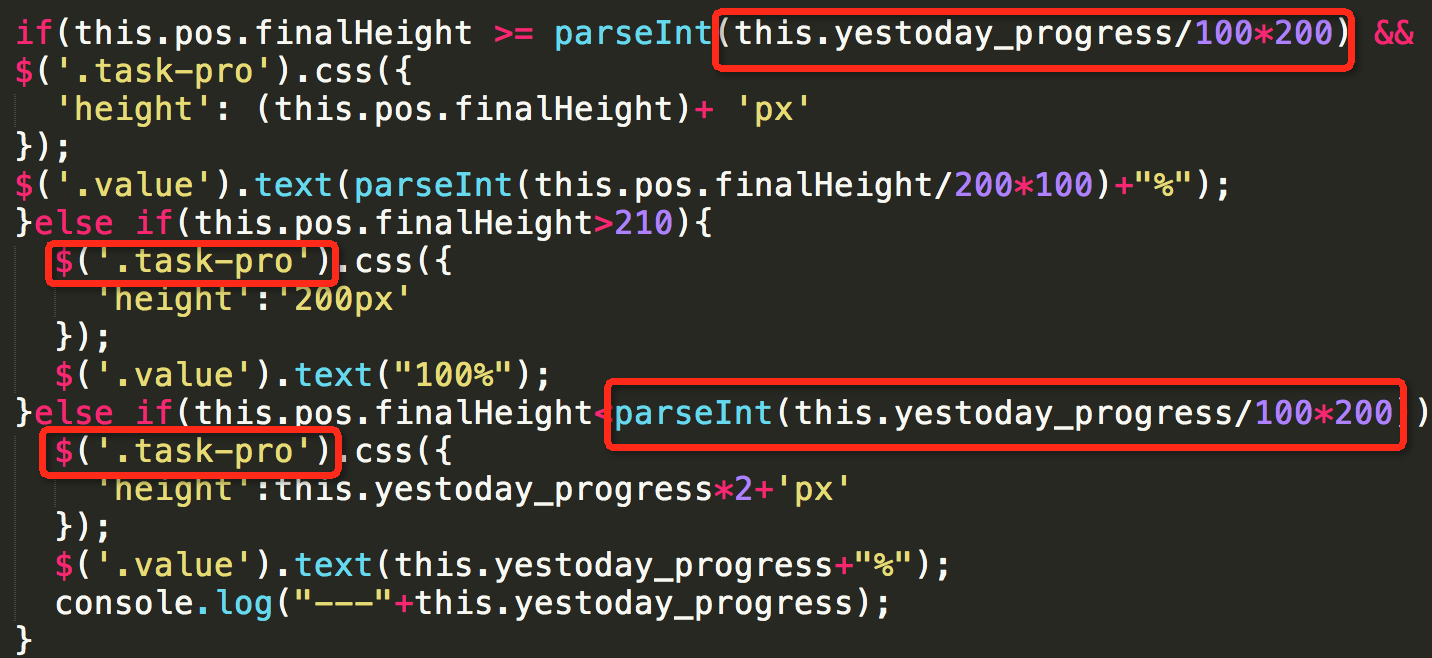 if(this.pos.finalHeight >= parseInt(this.yestoday_progress/100*200) &&
$('.task-pro').css({
'height': (this.pos.finalHeight)+ 'px'
});
$('.value').text(parseInt(this.pos.finalHeight/200*100)+"%");
}else if(this.pos.finalHeight>210){
$('.task-pro').css({
'height':'200px'
});
$('.value').text("100%");
}else if(this.pos.finalHeight<parseInt(this.yestoday_progress/100*200))
$('.task-pro').css({
'height':this.yestoday_progress*2+'px'
});
$('.value').text(this.yestoday_progress+"%");
console.log("---"+this.yestoday_progress);
}